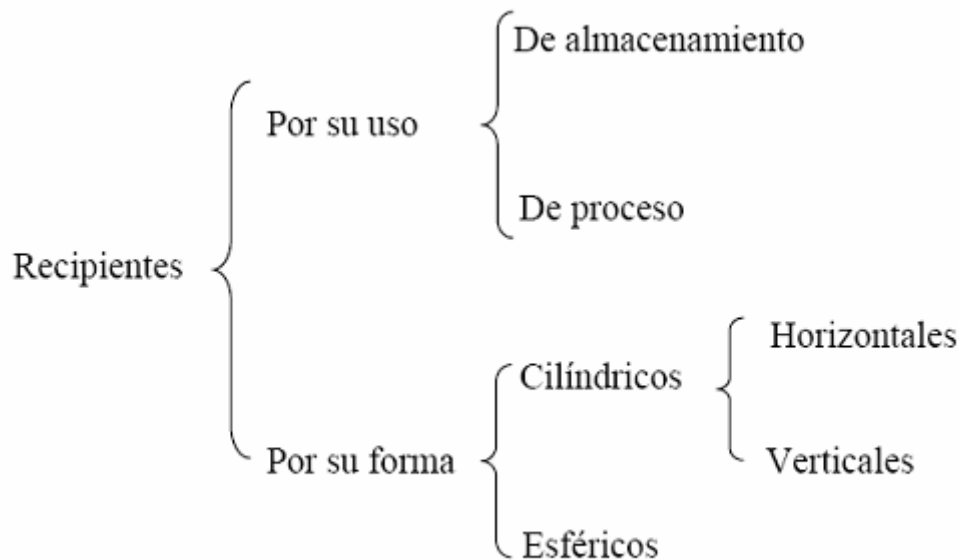 De almacenamiento
Por su uso
De proceso
Recipientes
Horizontales
Cilíndricos
Por su forma
Verticales
Esféricos